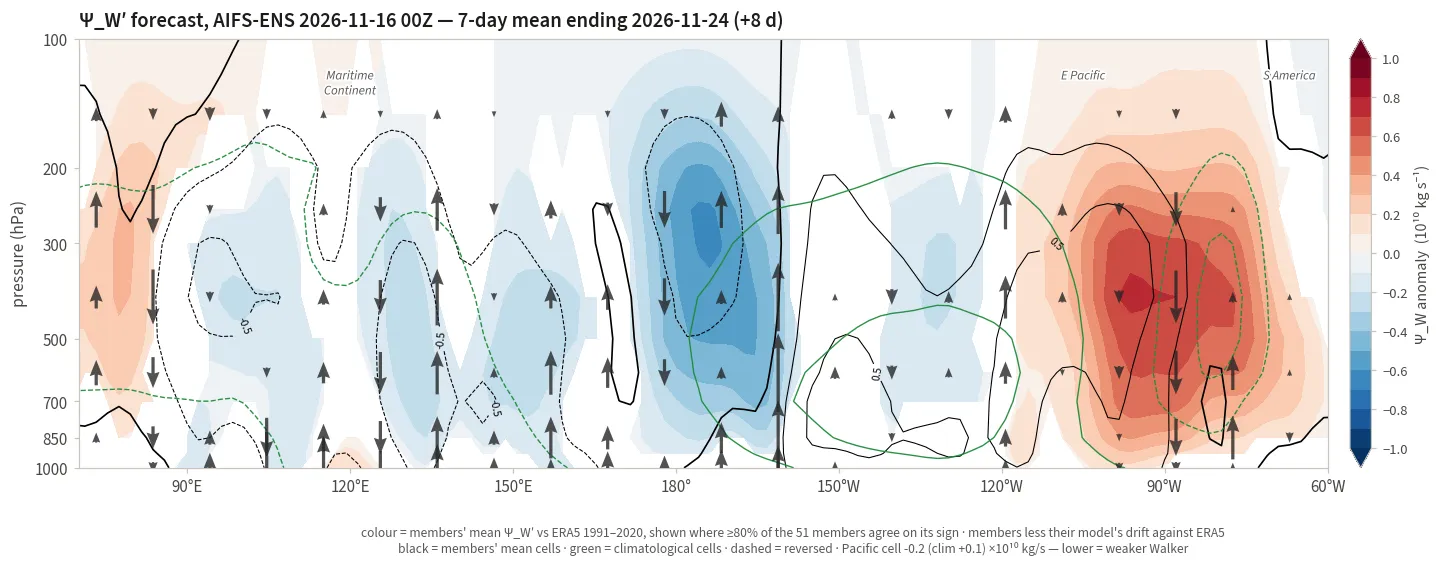 Ψ_W′ forecast, AIFS-ENS 2026-11-16 00Z — 7-day mean ending 2026-11-24 (+8 d)
100
200
300
400
500
700
850
1000
pressure (hPa)
Maritime
Continent
E Pacific
S America
-0.5
-0.5
-0.5
0.5
0.5
90°E
120°E
150°E
180°
150°W
120°W
90°W
60°W
1.0
0.8
0.6
0.4
0.2
0.0
−0.2
−0.4
−0.6
−0.8
−1.0
Ψ_W anomaly (10¹⁰ kg s⁻¹)
colour = members' mean Ψ_W′ vs ERA5 1991–2020, shown where ≥80% of the 51 members agree on its sign · members less their model's drift against ERA5
black = members' mean cells · green = climatological cells · dashed = reversed · Pacific cell -0.2 (clim +0.1) ×10¹⁰ kg/s — lower = weaker Walker